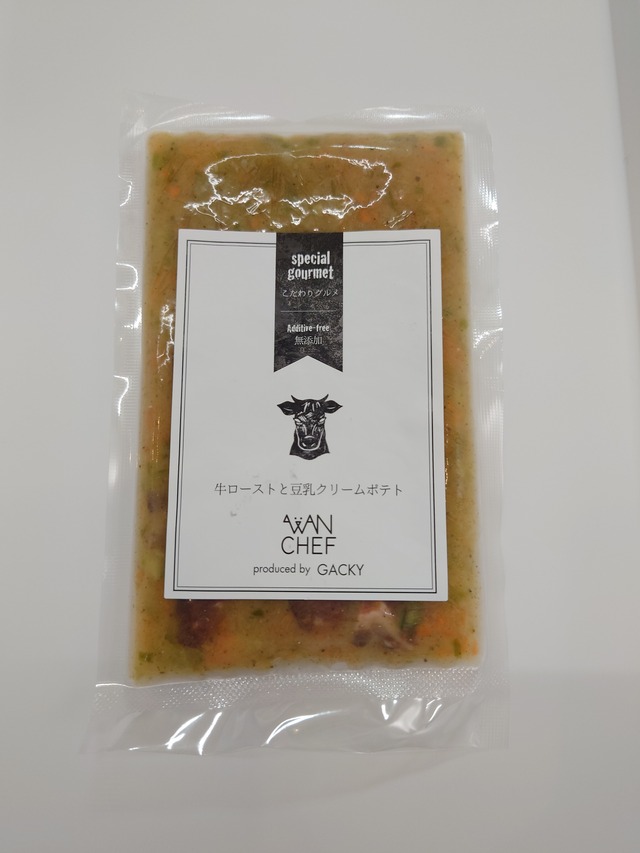 special
gourmet
こだわりグルメ
Additive-free
無添加
牛ローストと豆乳クリームポテト
WAN
CHEF
produced by GACKY